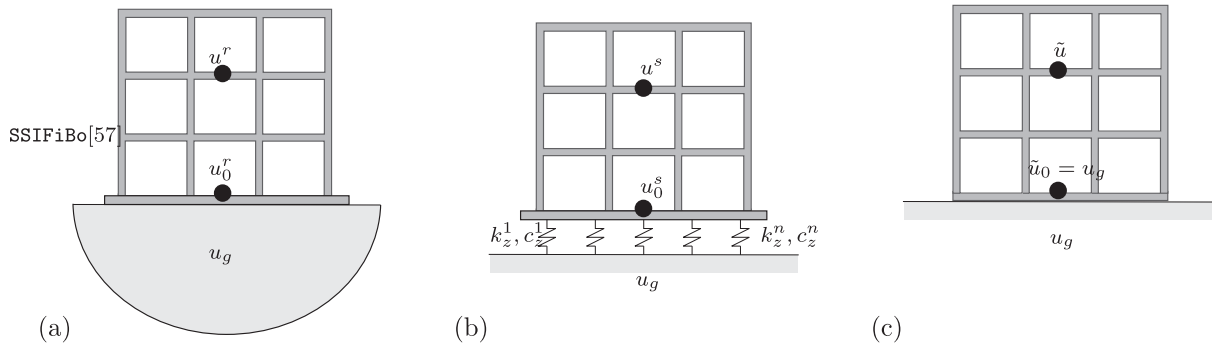 u^r
SSIFiBo[57]
u_0^r
u_g
(a)
u^s
u_0^s
k_z^1, c_z^1
k_z^n, c_z^n
u_g
(b)
ũ
ũ_0 = u_g
u_g
(c)